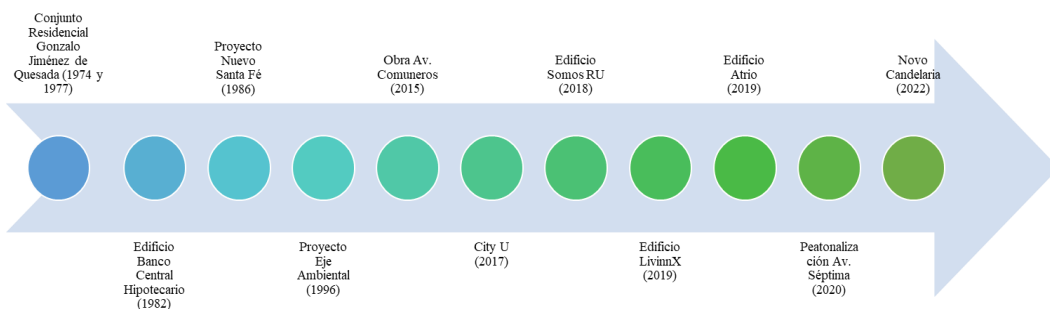 Conjunto
Residencial
Gonzalo
Jiménez de
Quesada (1974 y
1977)
Edificio
Banco
Central
Hipotecario
(1982)
Proyecto
Nuevo
Santa Fé
(1986)
Proyecto
Eje
Ambiental
(1996)
Obra Av.
Comuneros
(2015)
City U
(2017)
Edificio
Somos RU
(2018)
Edificio
LivinnX
(2019)
Edificio
Atrio
(2019)
Peatonaliza
ción Av.
Séptima
(2020)
Novo
Candelaria
(2022)